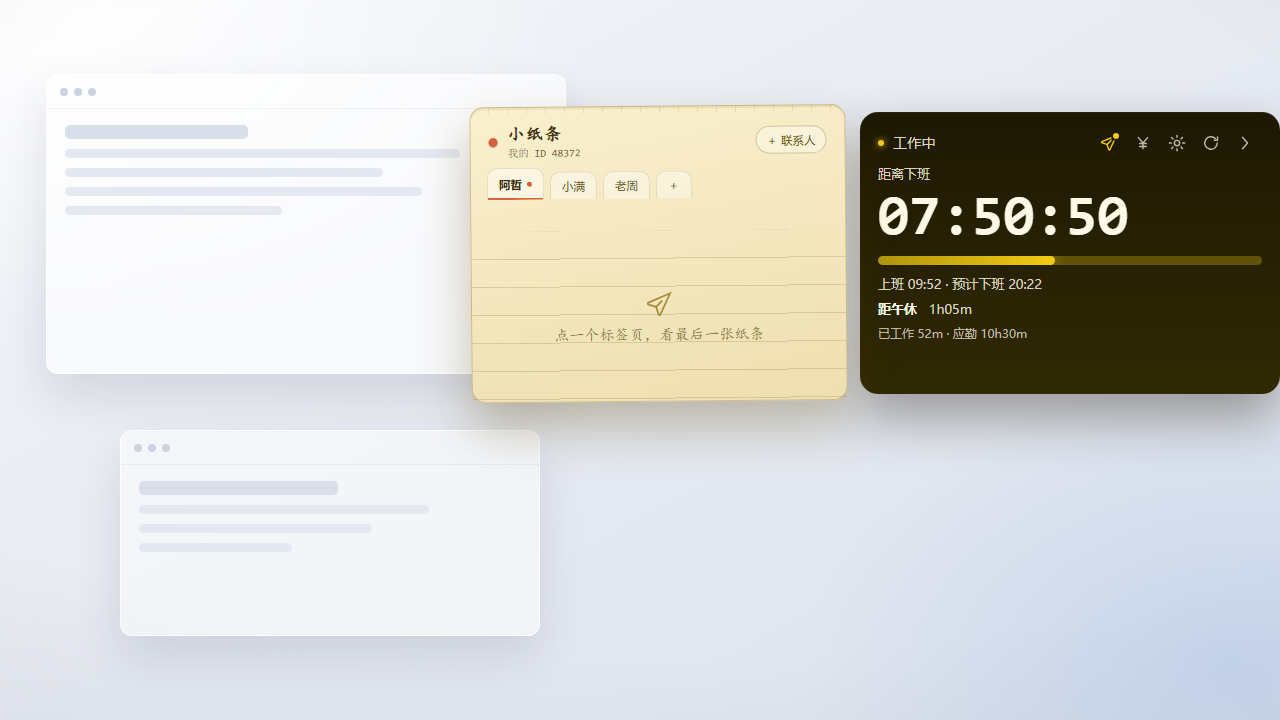 小纸条
我的 ID 48372
+ 联系人
阿哲
小满
老周
+
点一个标签页，看最后一张纸条
工作中
¥
距离下班
07:50:50
上班 09:52 · 预计下班 20:22
距午休 1h05m
已工作 52m · 应勤 10h30m